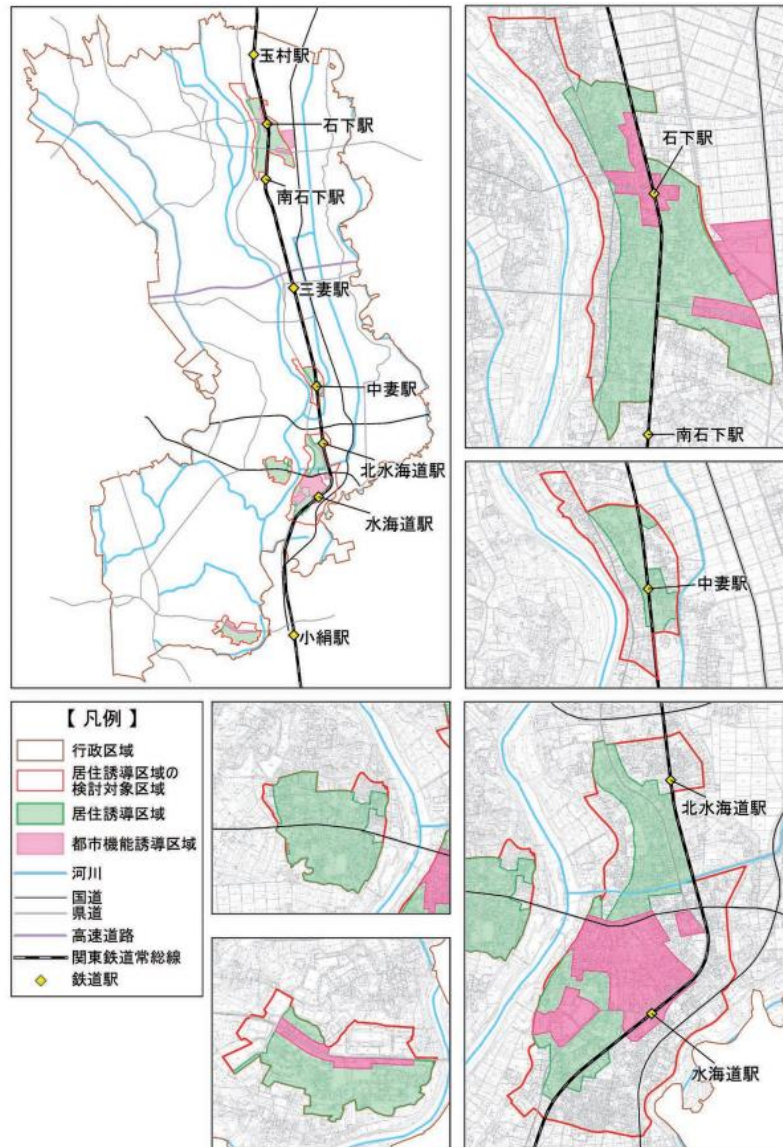 玉村駅
石下駅
南石下駅
三妻駅
中妻駅
北水海道駅
水海道駅
小絹駅
石下駅
南石下駅
中妻駅
【 凡例 】
行政区域
居住誘導区域の
検討対象区域
居住誘導区域
都市機能誘導区域
河川
国道
県道
高速道路
関東鉄道常総線
鉄道駅
北水海道駅
水海道駅